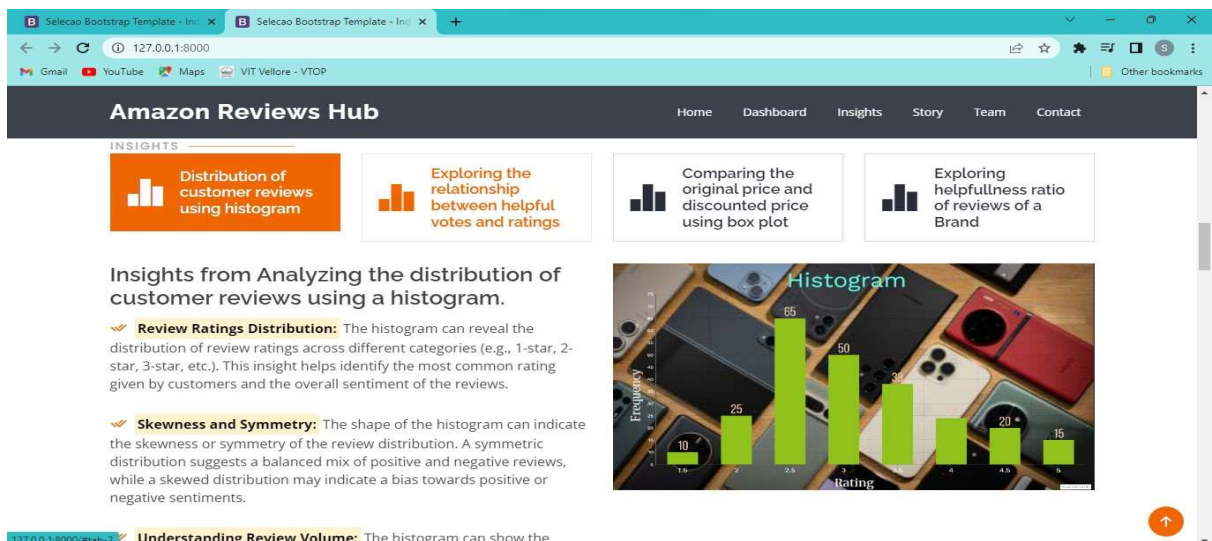 Selecao Bootstrap Template - Ind
Selecao Bootstrap Template - Ind
127.0.0.1:8000
S
Gmail
YouTube
Maps
VIT Vellore - VTOP
Other bookmarks
Amazon Reviews Hub
Home
Dashboard
Insights
Story
Team
Contact
INSIGHTS
Distribution of
customer reviews
using histogram
Exploring the
relationship
between helpful
votes and ratings
Comparing the
original price and
discounted price
using box plot
Exploring
helpfullness ratio
of reviews of a
Brand
Insights from Analyzing the distribution of
customer reviews using a histogram.
Review Ratings Distribution: The histogram can reveal the
distribution of review ratings across different categories (e.g., 1-star, 2-
star, 3-star, etc.). This insight helps identify the most common rating
given by customers and the overall sentiment of the reviews.
Skewness and Symmetry: The shape of the histogram can indicate
the skewness or symmetry of the review distribution. A symmetric
distribution suggests a balanced mix of positive and negative reviews,
while a skewed distribution may indicate a bias towards positive or
negative sentiments.
Understanding Review Volume: The histogram can show the
Histogram
Frequency
10
25
65
50
38
20
15
1.5
2
2.5
3
3.5
4
4.5
5
Rating
127.0.0.1:8000/#tab-2